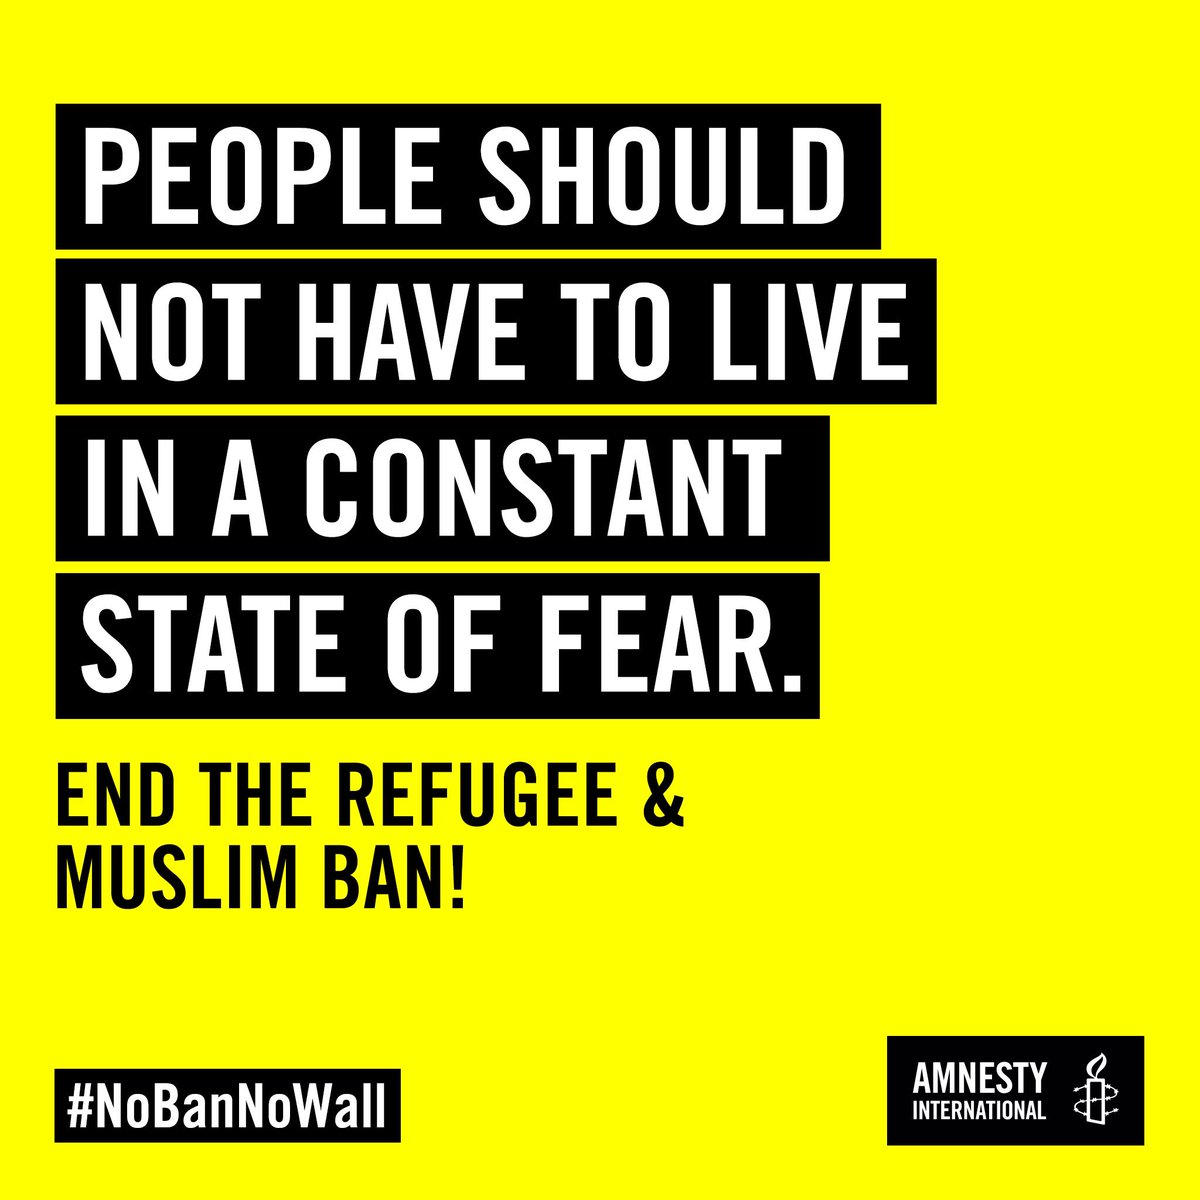 PEOPLE SHOULD
NOT HAVE TO LIVE
IN A CONSTANT
STATE OF FEAR.
END THE REFUGEE &
MUSLIM BAN!
#NoBanNoWall
AMNESTY
INTERNATIONAL